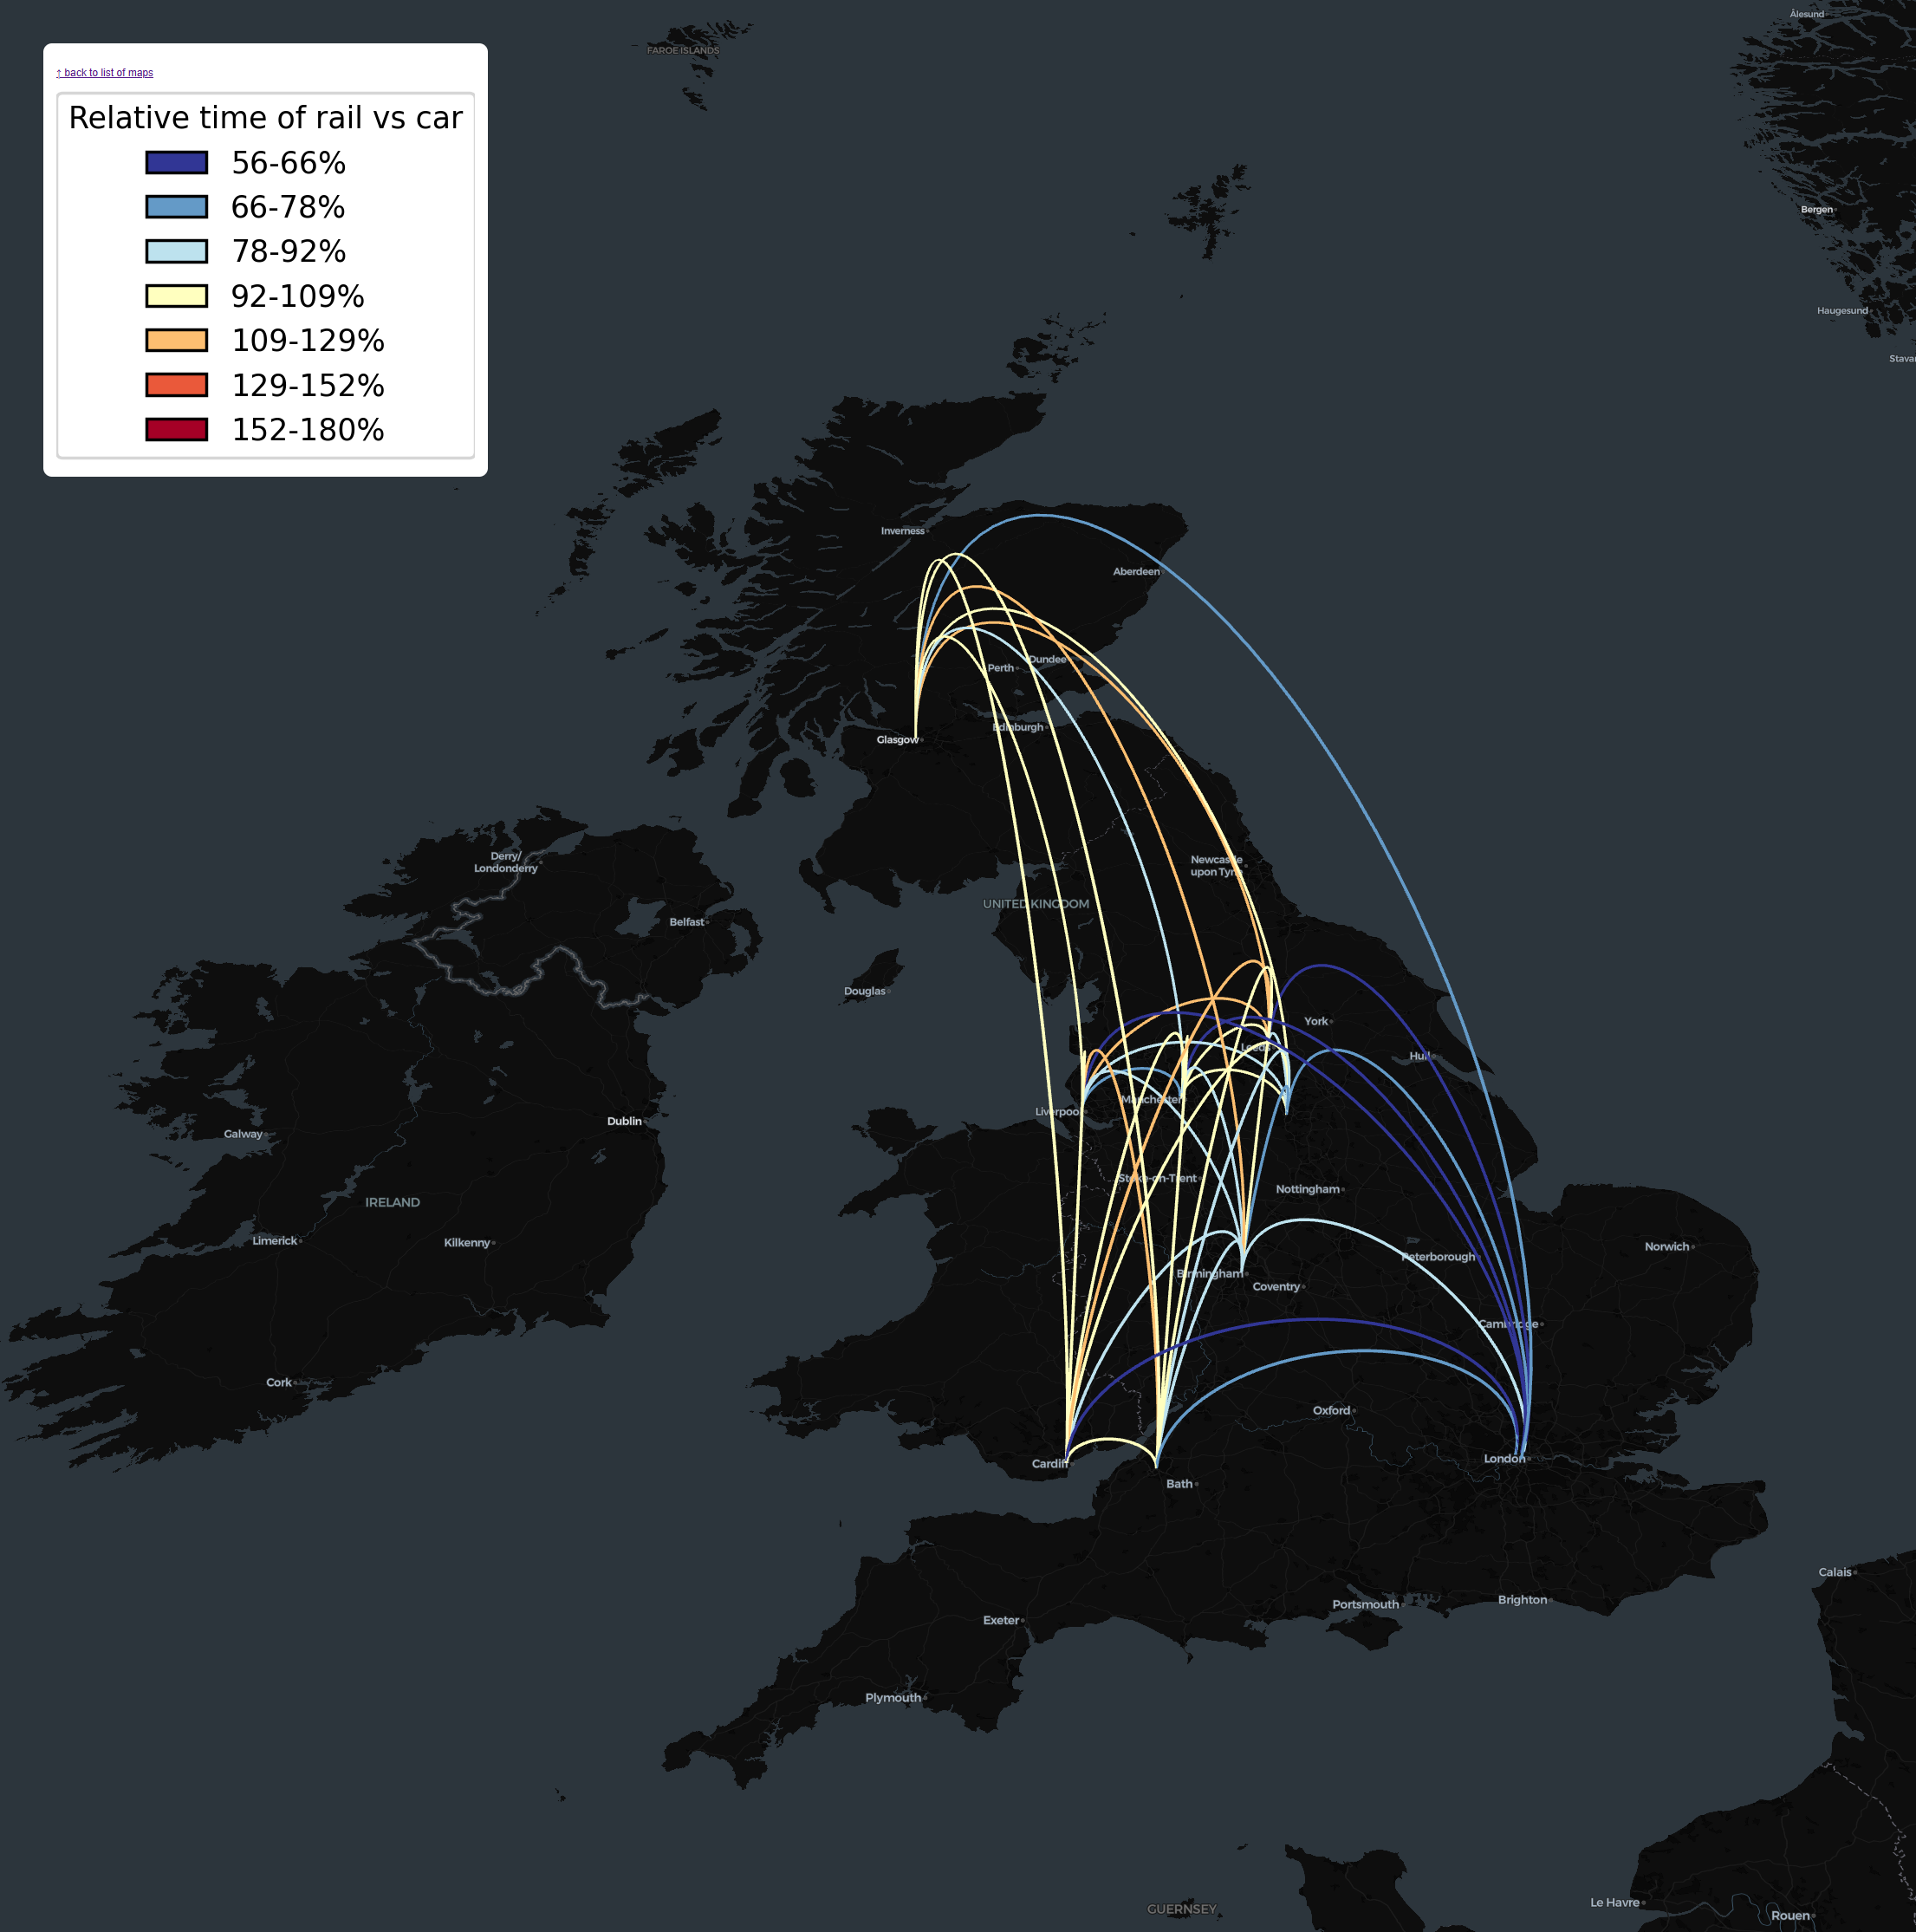 ↑ back to list of maps
Relative time of rail vs car
56-66%
66-78%
78-92%
92-109%
109-129%
129-152%
152-180%
Ålesund
FAROE ISLANDS
Bergen
Haugesund
Stava
Inverness
Aberdeen
Dundee
Perth
Edinburgh
Glasgow
Derry/
Londonderry
Newcastle
upon Tyne
UNITED KINGDOM
Belfast
Douglas
York
Leeds
Hull
Manchester
Liverpool
Dublin
Galway
Stoke-on-Trent
Nottingham
IRELAND
Limerick
Kilkenny
Norwich
Peterborough
Birmingham
Coventry
Cambridge
Cork
Oxford
London
Cardiff
Bath
Calais
Brighton
Portsmouth
Exeter
Plymouth
Le Havre
GUERNSEY
Rouen